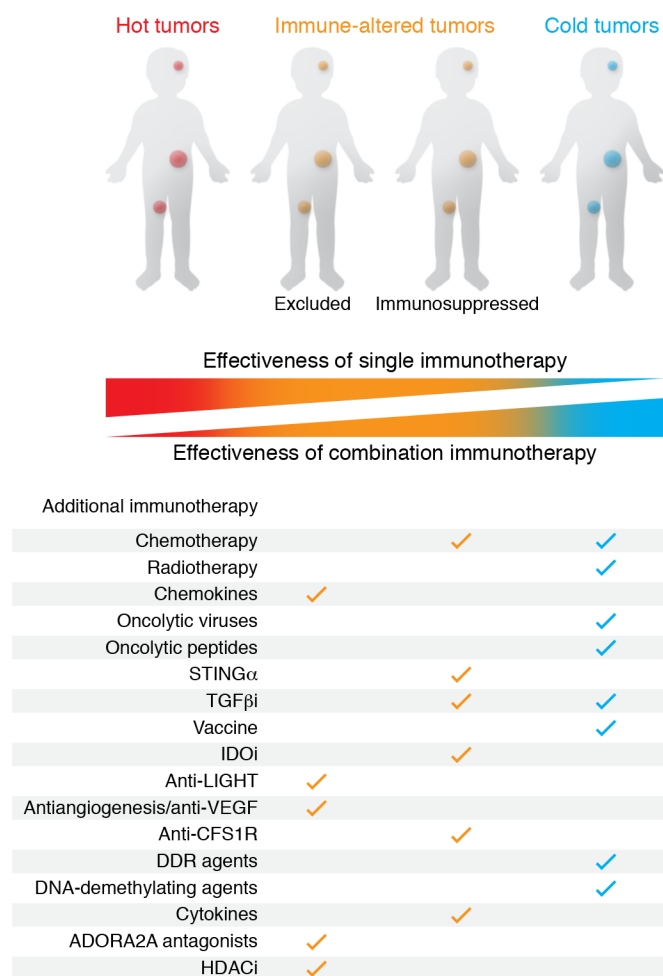 Hot tumors
Immune-altered tumors
Cold tumors
Excluded
Immunosuppressed
Effectiveness of single immunotherapy
Effectiveness of combination immunotherapy
Additional immunotherapy
Chemotherapy
Radiotherapy
Chemokines
Oncolytic viruses
Oncolytic peptides
STINGα
TGFβi
Vaccine
IDOi
Anti-LIGHT
Antiangiogenesis/anti-VEGF
Anti-CFS1R
DDR agents
DNA-demethylating agents
Cytokines
ADORA2A antagonists
HDACi